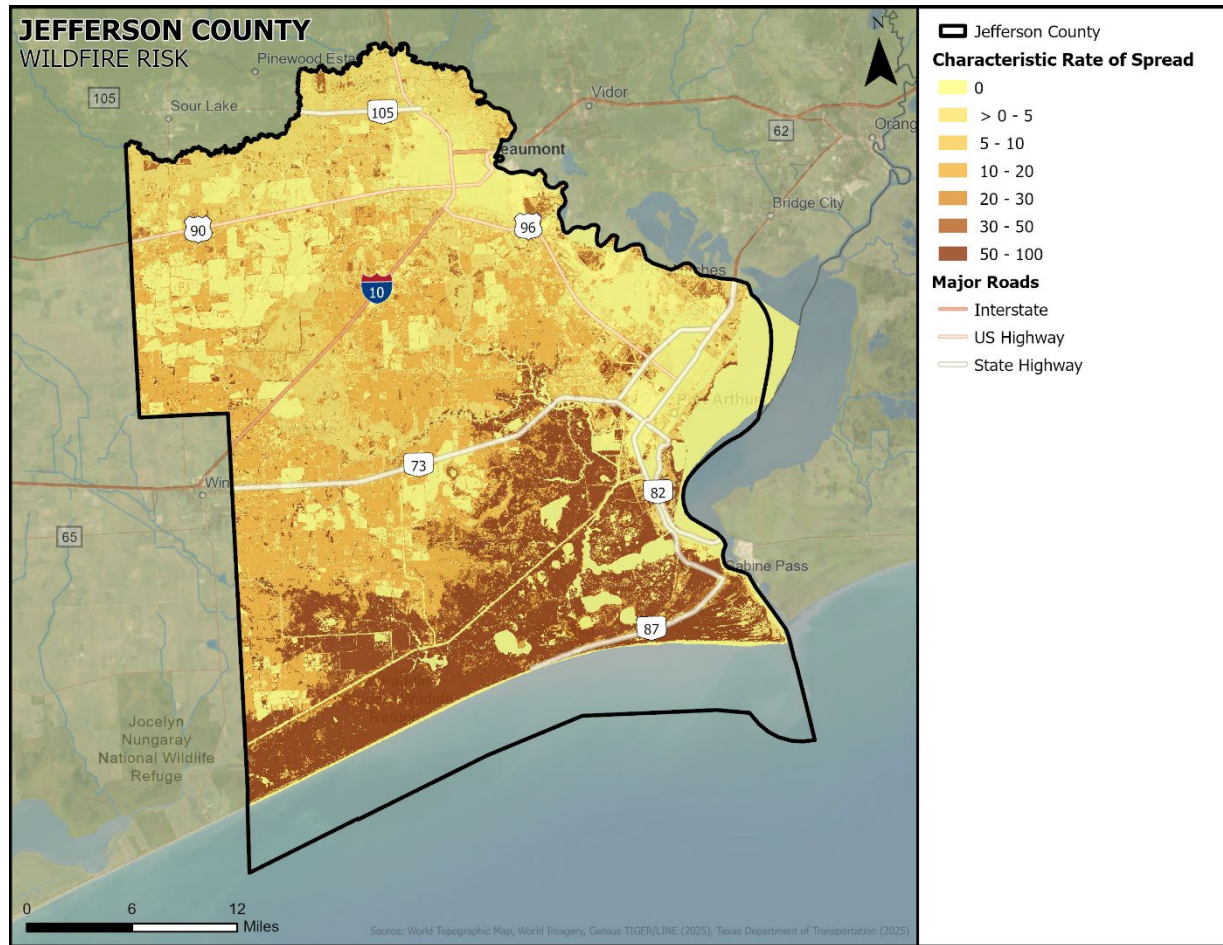 JEFFERSON COUNTY
WILDFIRE RISK
N
Pinewood Esta
105
Sour Lake
105
Vidor
62
Orang
eaumont
Bridge City
90
96
10
73
Win
82
65
Sabine Pass
87
Refuge
Jocelyn
Nungaray
National Wildlife
Refuge
0 6 12
Miles
Source: World Topographic Map, World Imagery, Census TIGER/LINE (2025), Texas Department of Transportation (2025)
Jefferson County
Characteristic Rate of Spread
0
> 0 - 5
5 - 10
10 - 20
20 - 30
30 - 50
50 - 100
Major Roads
Interstate
US Highway
State Highway